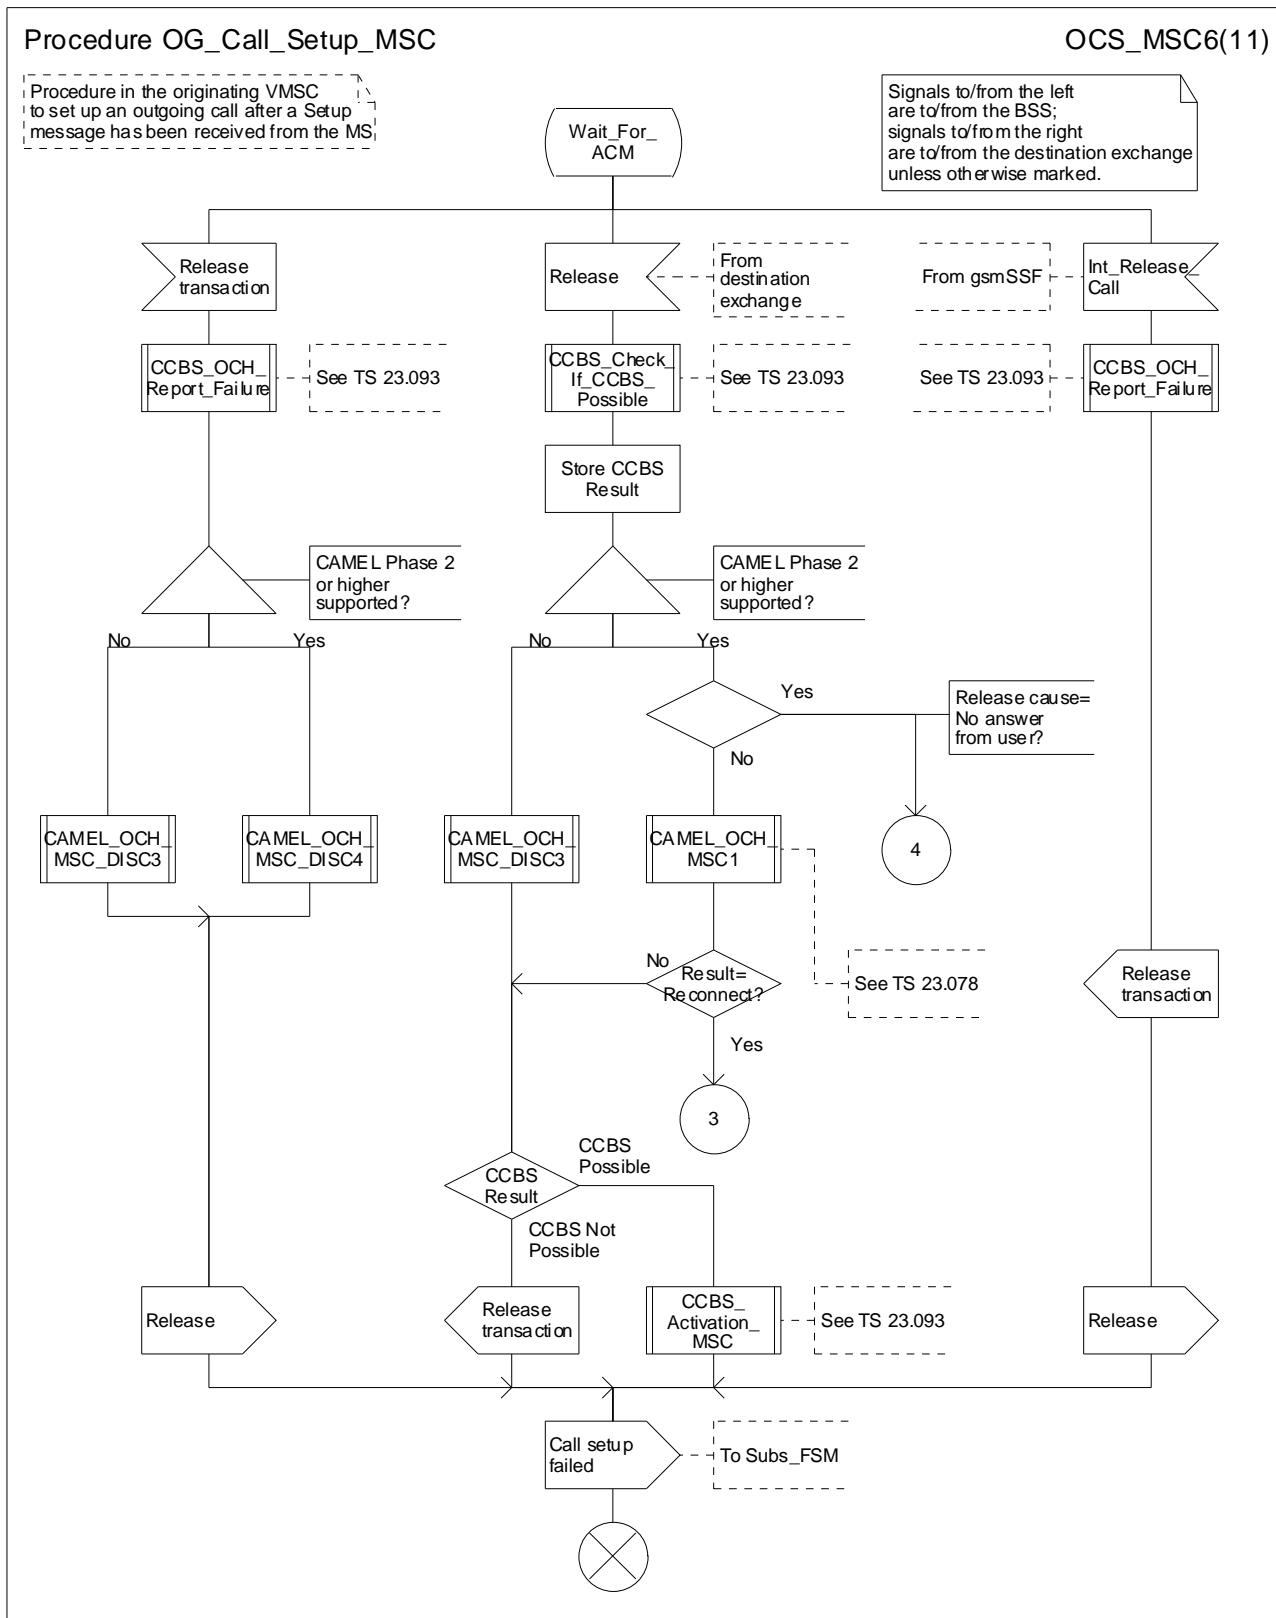 Procedure OG_Call_Setup_MSC
OCS_MSC6(11)
Procedure in the originating VMSC
to set up an outgoing call after a Setup
message has been received from the MS
Signals to/from the left
are to/from the BSS;
signals to/from the right
are to/from the destination exchange
unless otherwise marked.
Wait_For_
ACM
Release
transaction
Release
From
destination
exchange
From gsmSSF
Int_Release_
Call
CCBS_OCH_
Report_Failure
See TS 23.093
CCBS_Check_
If_CCBS_
Possible
See TS 23.093
See TS 23.093
CCBS_OCH_
Report_Failure
Store CCBS
Result
CAMEL Phase 2
or higher
supported?
CAMEL Phase 2
or higher
supported?
No
Yes
No
Yes
Yes
Release cause=
No answer
from user?
No
CAMEL_OCH_
MSC_DISC3
CAMEL_OCH_
MSC_DISC4
CAMEL_OCH_
MSC_DISC3
CAMEL_OCH_
MSC1
4
No
Result=
Reconnect?
See TS 23.078
Release
transaction
Yes
3
CCBS
Possible
CCBS
Result
CCBS Not
Possible
Release
Release
transaction
CCBS_
Activation_
MSC
See TS 23.093
Release
Call setup
failed
To Subs_FSM